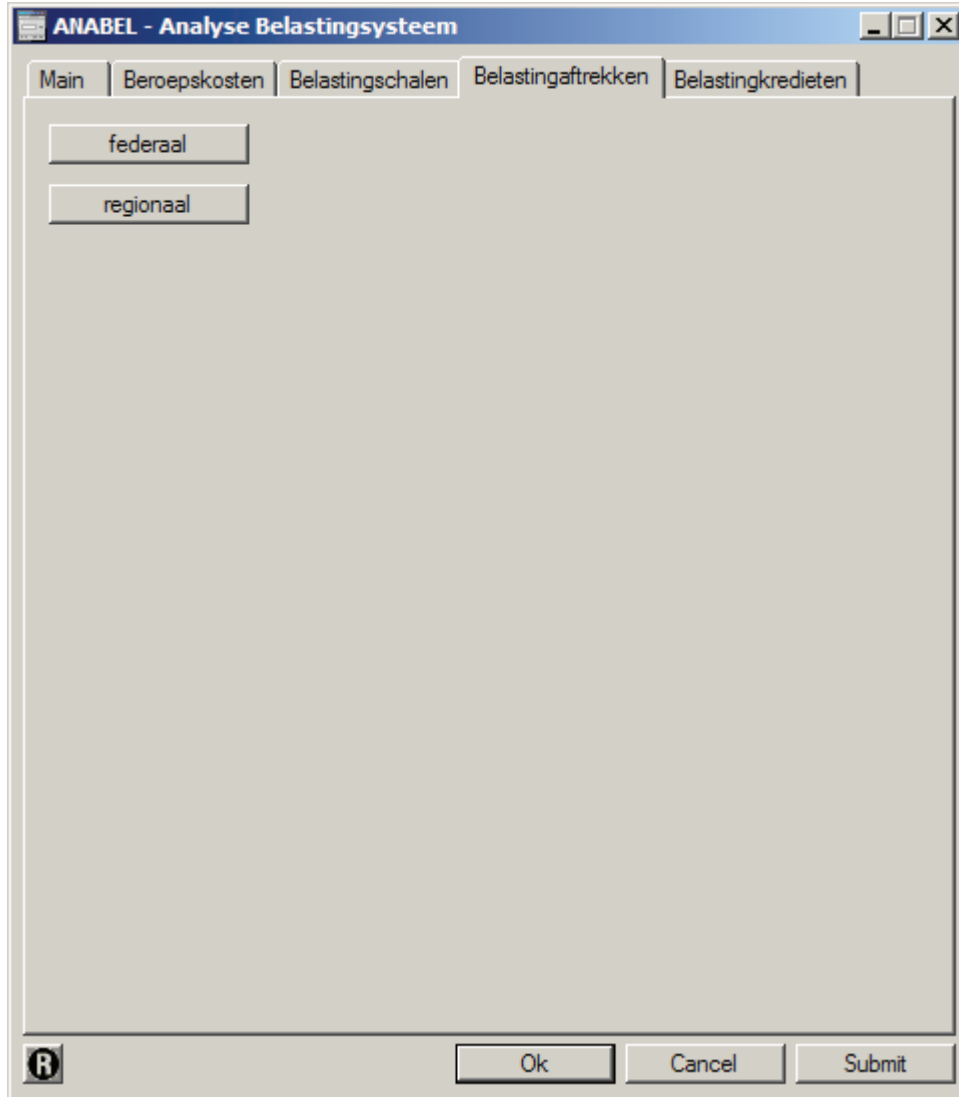 ANABEL - Analyse Belastingsysteem
Main Beroepskosten Belastingschalen Belastingaftrekken Belastingkredieten
federaal
regionaal
R Ok Cancel Submit